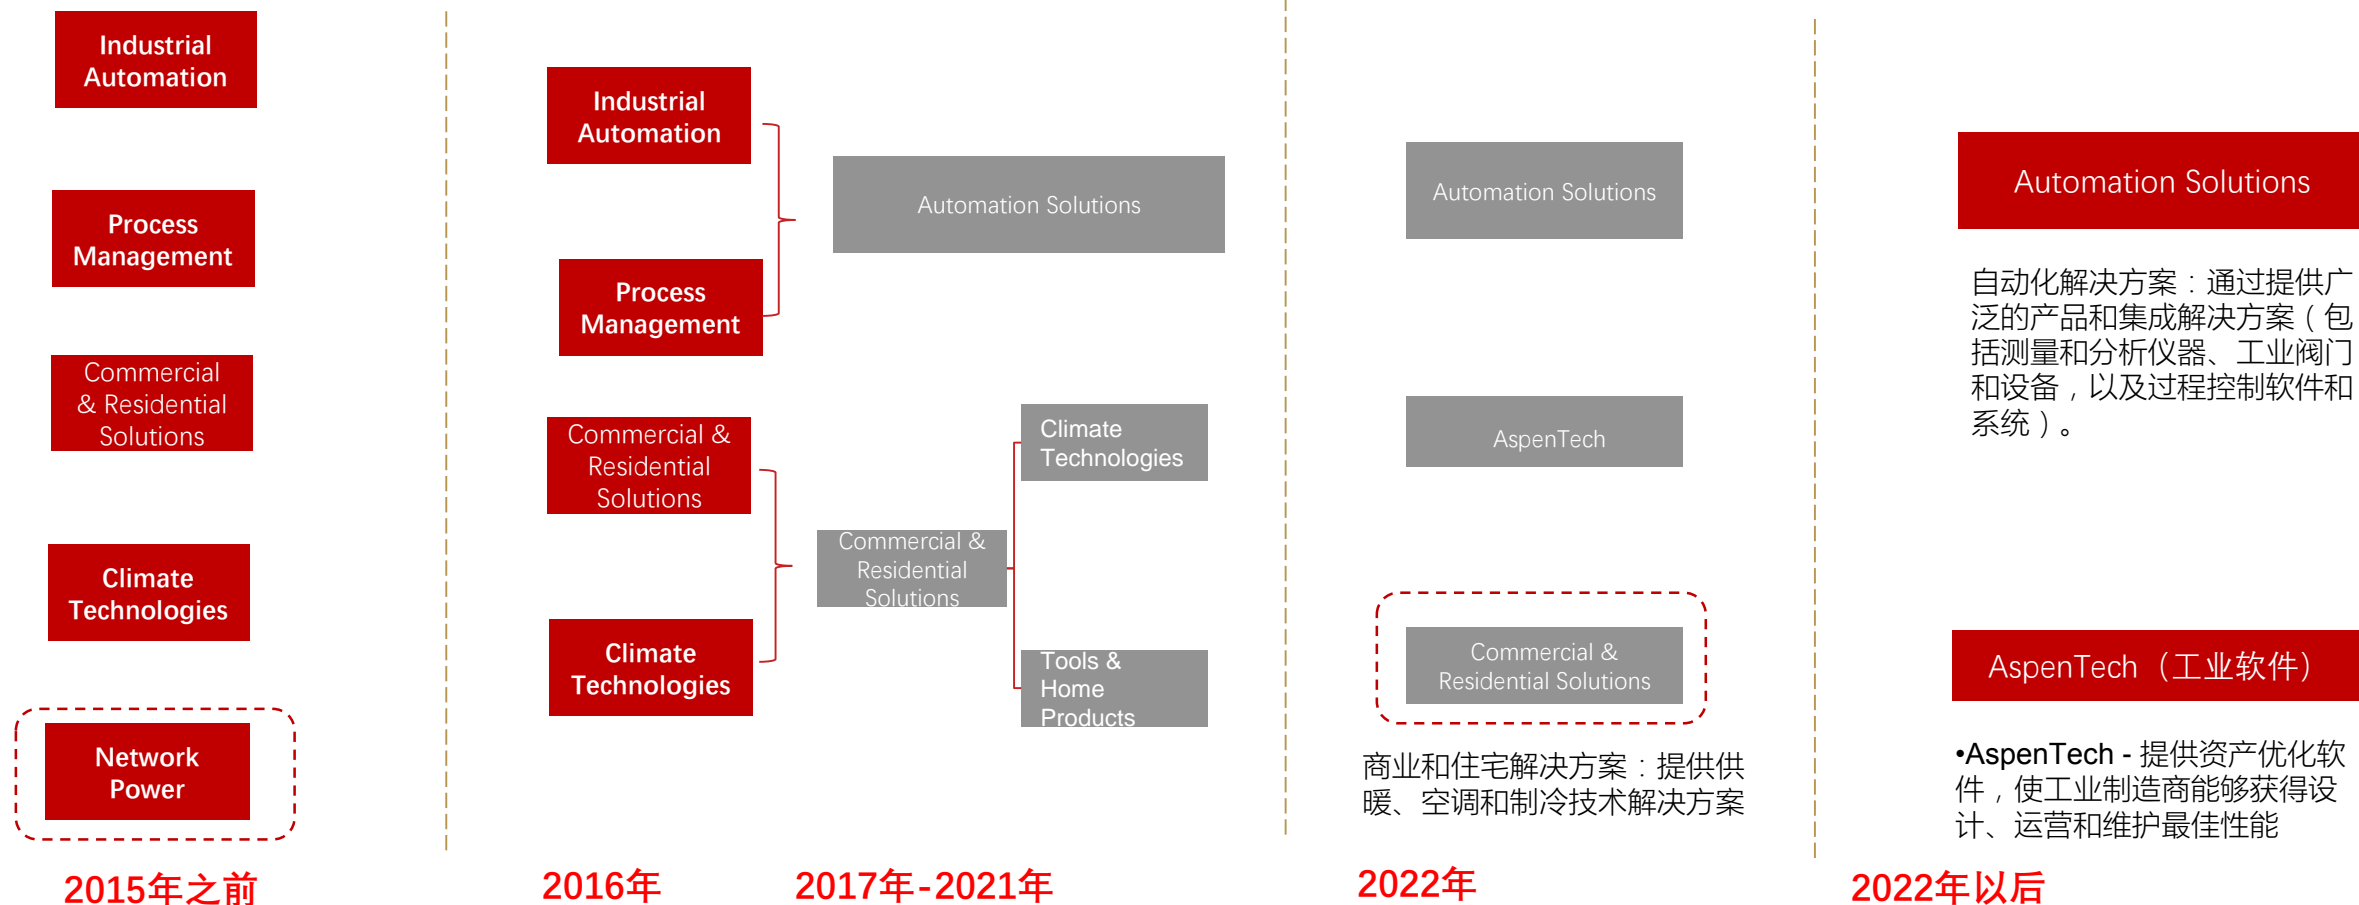 Industrial
Automation
Process
Management
Commercial
& Residential
Solutions
Climate
Technologies
Network
Power
2015年之前
Industrial
Automation
Process
Management
Commercial &
Residential
Solutions
Climate
Technologies
2016年
Automation Solutions
Commercial &
Residential
Solutions
Climate
Technologies
Tools &
Home
Products
2017年-2021年
Automation Solutions
AspenTech
Commercial &
Residential Solutions
商业和住宅解决方案：提供供
暖、空调和制冷技术解决方案
2022年
Automation Solutions
自动化解决方案：通过提供广
泛的产品和集成解决方案（包
括测量和分析仪器、工业阀门
和设备，以及过程控制软件和
系统）。
AspenTech（工业软件）
•AspenTech - 提供资产优化软
件，使工业制造商能够获得设
计、运营和维护最佳性能
2022年以后